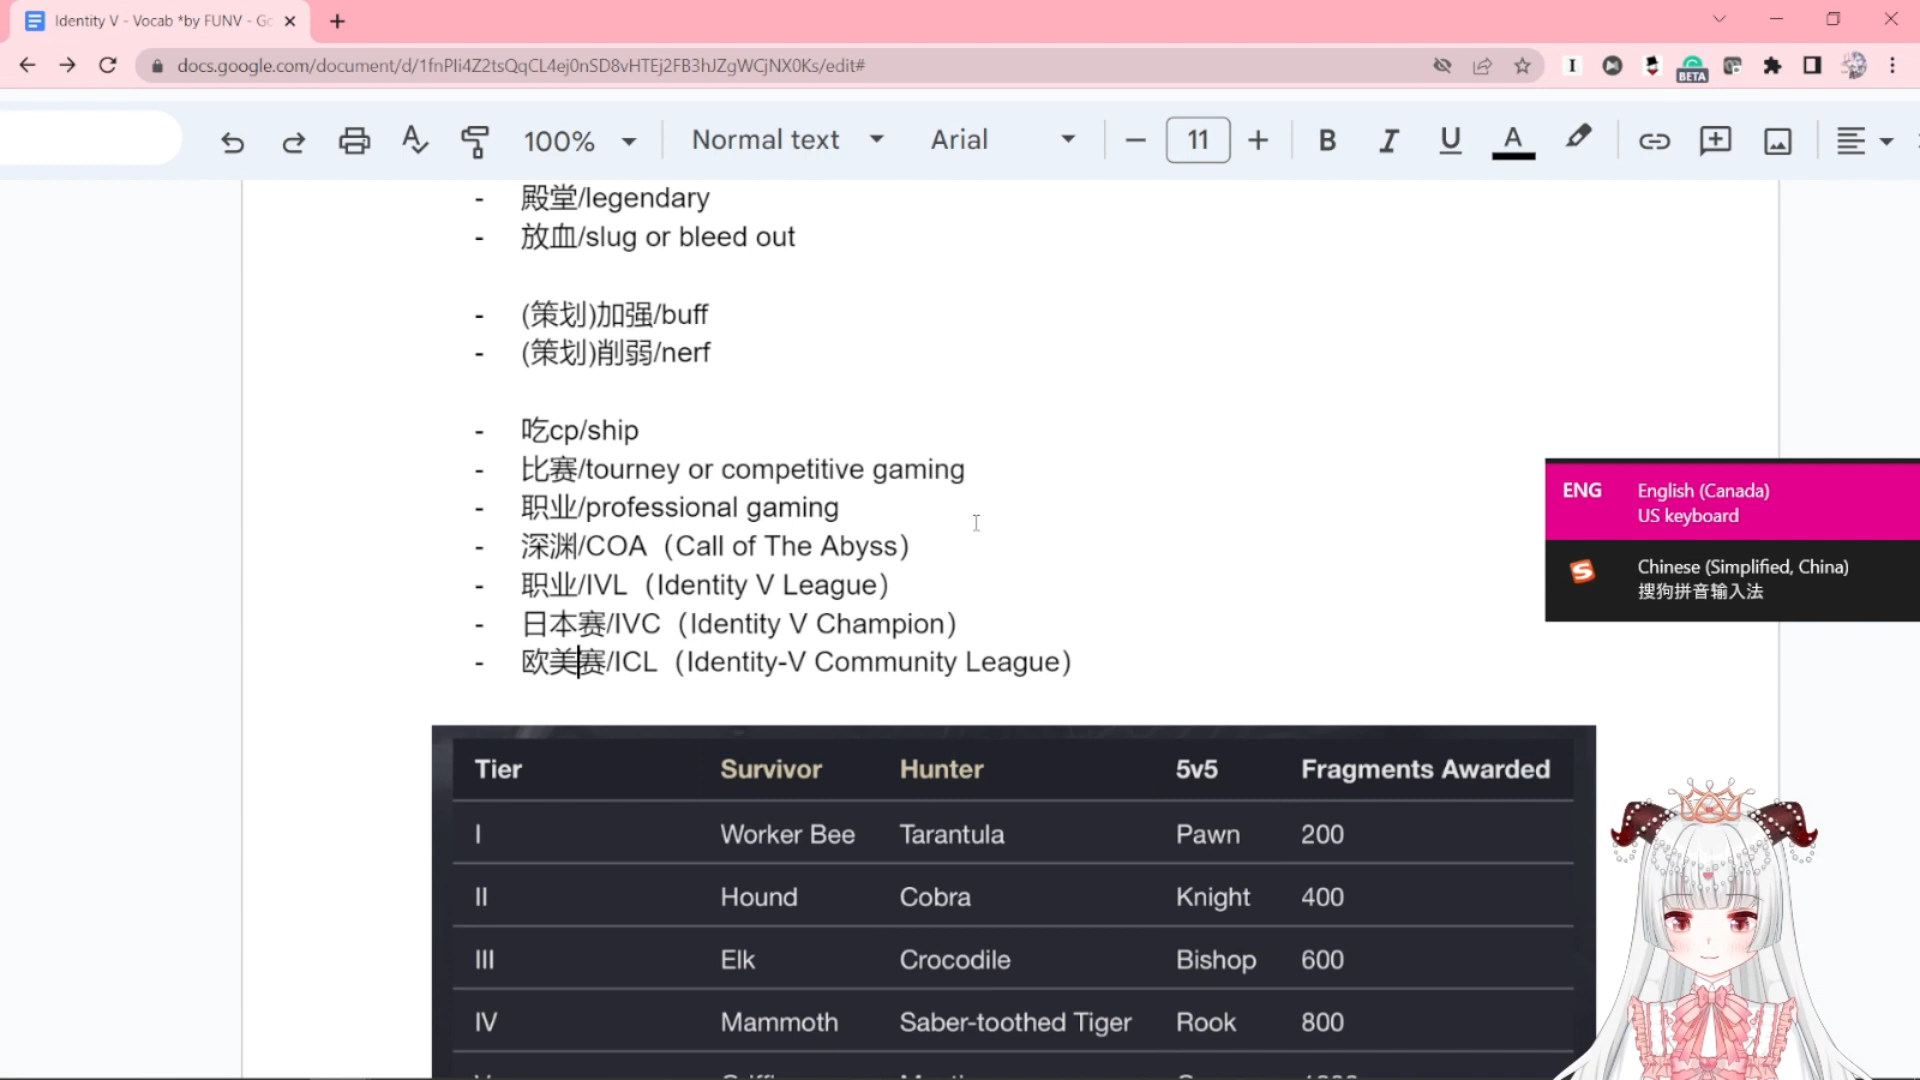 Identity V - Vocab *by FUNV - Go
docs.google.com/document/d/1fnPIi4Z2tsQqCL4ej0nSD8vHTEj2FB3hJZgWCjNX0Ks/edit#
BETA
100% Normal text Arial 11 B I U A
- 殿堂/legendary
- 放血/slug or bleed out
- (策划)加强/buff
- (策划)削弱/nerf
- 吃cp/ship
- 比赛/tourney or competitive gaming
- 职业/professional gaming
- 深渊/COA（Call of The Abyss）
- 职业/IVL（Identity V League）
- 日本赛/IVC（Identity V Champion）
- 欧美赛/ICL（Identity-V Community League）
ENG English (Canada)
US keyboard
Chinese (Simplified, China)
搜狗拼音输入法
Tier Survivor Hunter 5v5 Fragments Awarded
I Worker Bee Tarantula Pawn 200
II Hound Cobra Knight 400
III Elk Crocodile Bishop 600
IV Mammoth Saber-toothed Tiger Rook 800